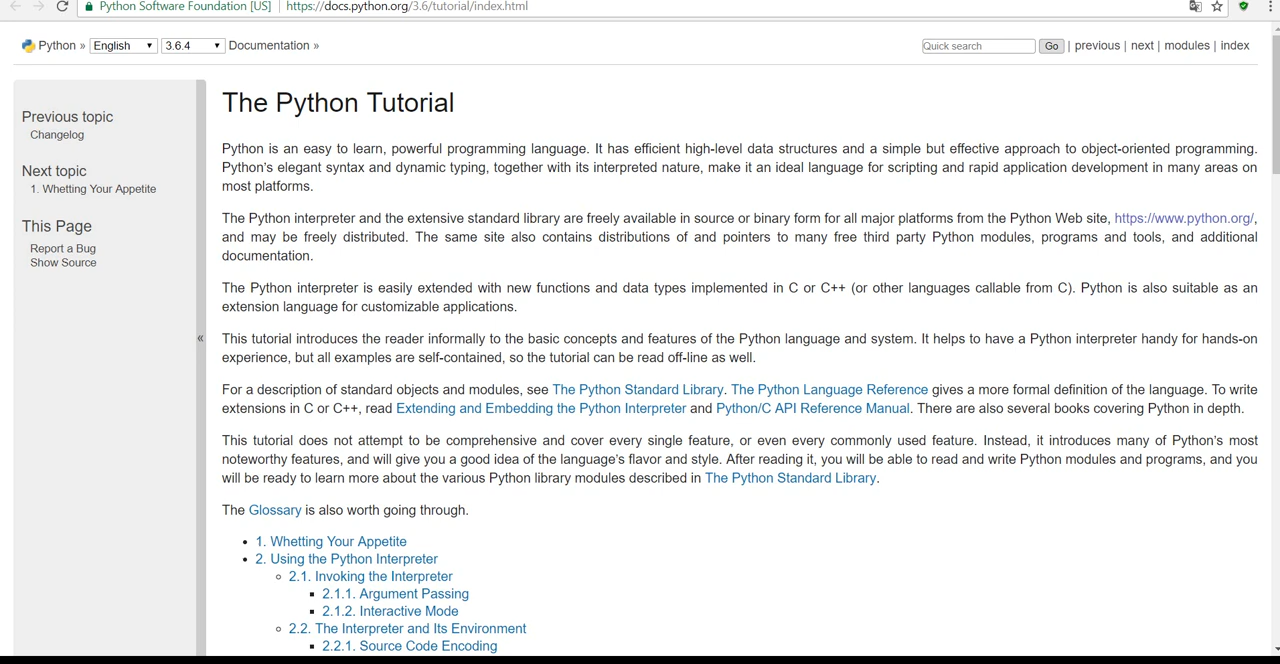 Python Software Foundation [US] https://docs.python.org/3.6/tutorial/index.html
Python » English 3.6.4 Documentation »
Quick search Go | previous | next | modules | index
Previous topic
Changelog
Next topic
1. Whetting Your Appetite
This Page
Report a Bug
Show Source
«
The Python Tutorial
Python is an easy to learn, powerful programming language. It has efficient high-level data structures and a simple but effective approach to object-oriented programming.
Python's elegant syntax and dynamic typing, together with its interpreted nature, make it an ideal language for scripting and rapid application development in many areas on
most platforms.
The Python interpreter and the extensive standard library are freely available in source or binary form for all major platforms from the Python Web site, https://www.python.org/,
and may be freely distributed. The same site also contains distributions of and pointers to many free third party Python modules, programs and tools, and additional
documentation.
The Python interpreter is easily extended with new functions and data types implemented in C or C++ (or other languages callable from C). Python is also suitable as an
extension language for customizable applications.
This tutorial introduces the reader informally to the basic concepts and features of the Python language and system. It helps to have a Python interpreter handy for hands-on
experience, but all examples are self-contained, so the tutorial can be read off-line as well.
For a description of standard objects and modules, see The Python Standard Library. The Python Language Reference gives a more formal definition of the language. To write
extensions in C or C++, read Extending and Embedding the Python Interpreter and Python/C API Reference Manual. There are also several books covering Python in depth.
This tutorial does not attempt to be comprehensive and cover every single feature, or even every commonly used feature. Instead, it introduces many of Python's most
noteworthy features, and will give you a good idea of the language's flavor and style. After reading it, you will be able to read and write Python modules and programs, and you
will be ready to learn more about the various Python library modules described in The Python Standard Library.
The Glossary is also worth going through.
• 1. Whetting Your Appetite
• 2. Using the Python Interpreter
◦ 2.1. Invoking the Interpreter
▪ 2.1.1. Argument Passing
▪ 2.1.2. Interactive Mode
◦ 2.2. The Interpreter and Its Environment
▪ 2.2.1. Source Code Encoding